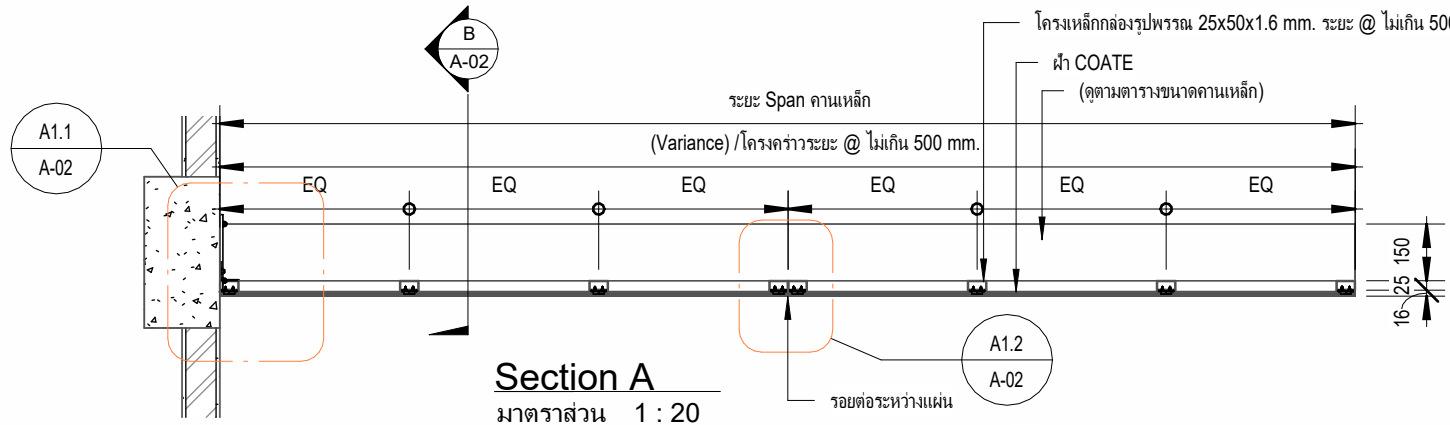 โครงเหล็กกล่องรูปพรรณ 25x50x1.6 mm. ระยะ @ ไม่เกิน 500
B
A-02
ฝ้า COATE
(ดูตามตารางขนาดคานเหล็ก)
ระยะ Span คานเหล็ก
A1.1
A-02
(Variance) /โครงคร่าวระยะ @ ไม่เกิน 500 mm.
EQ EQ EQ EQ EQ EQ
150
25
16
A1.2
A-02
Section A
มาตราส่วน 1 : 20
รอยต่อระหว่างแผ่น